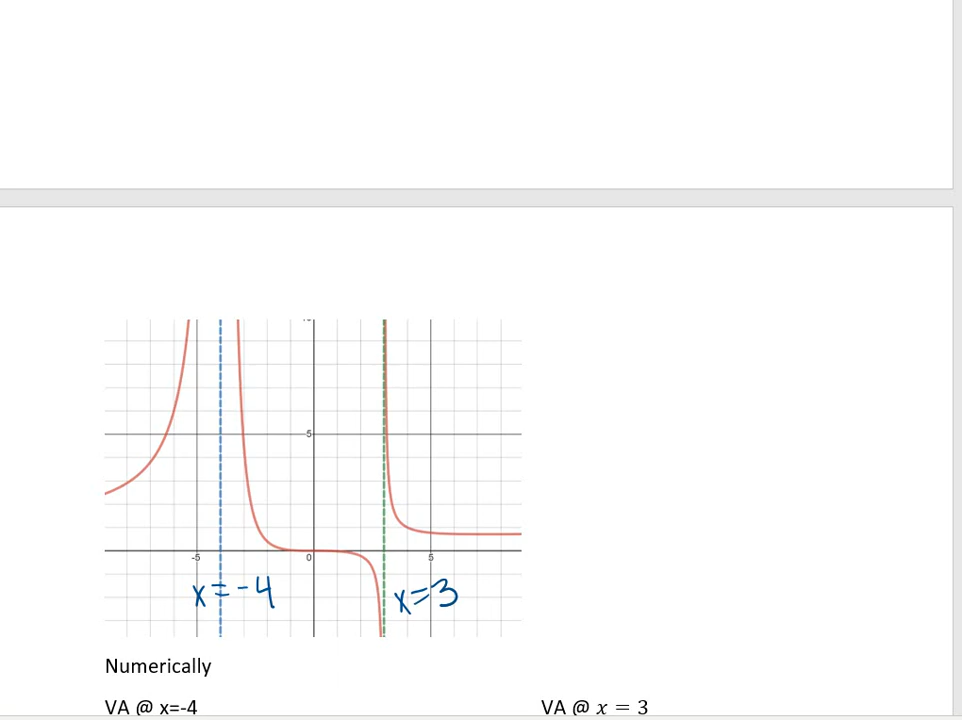 5
-5
0
5
x=-4
x=3
Numerically
VA @ x=-4
VA @ x = 3